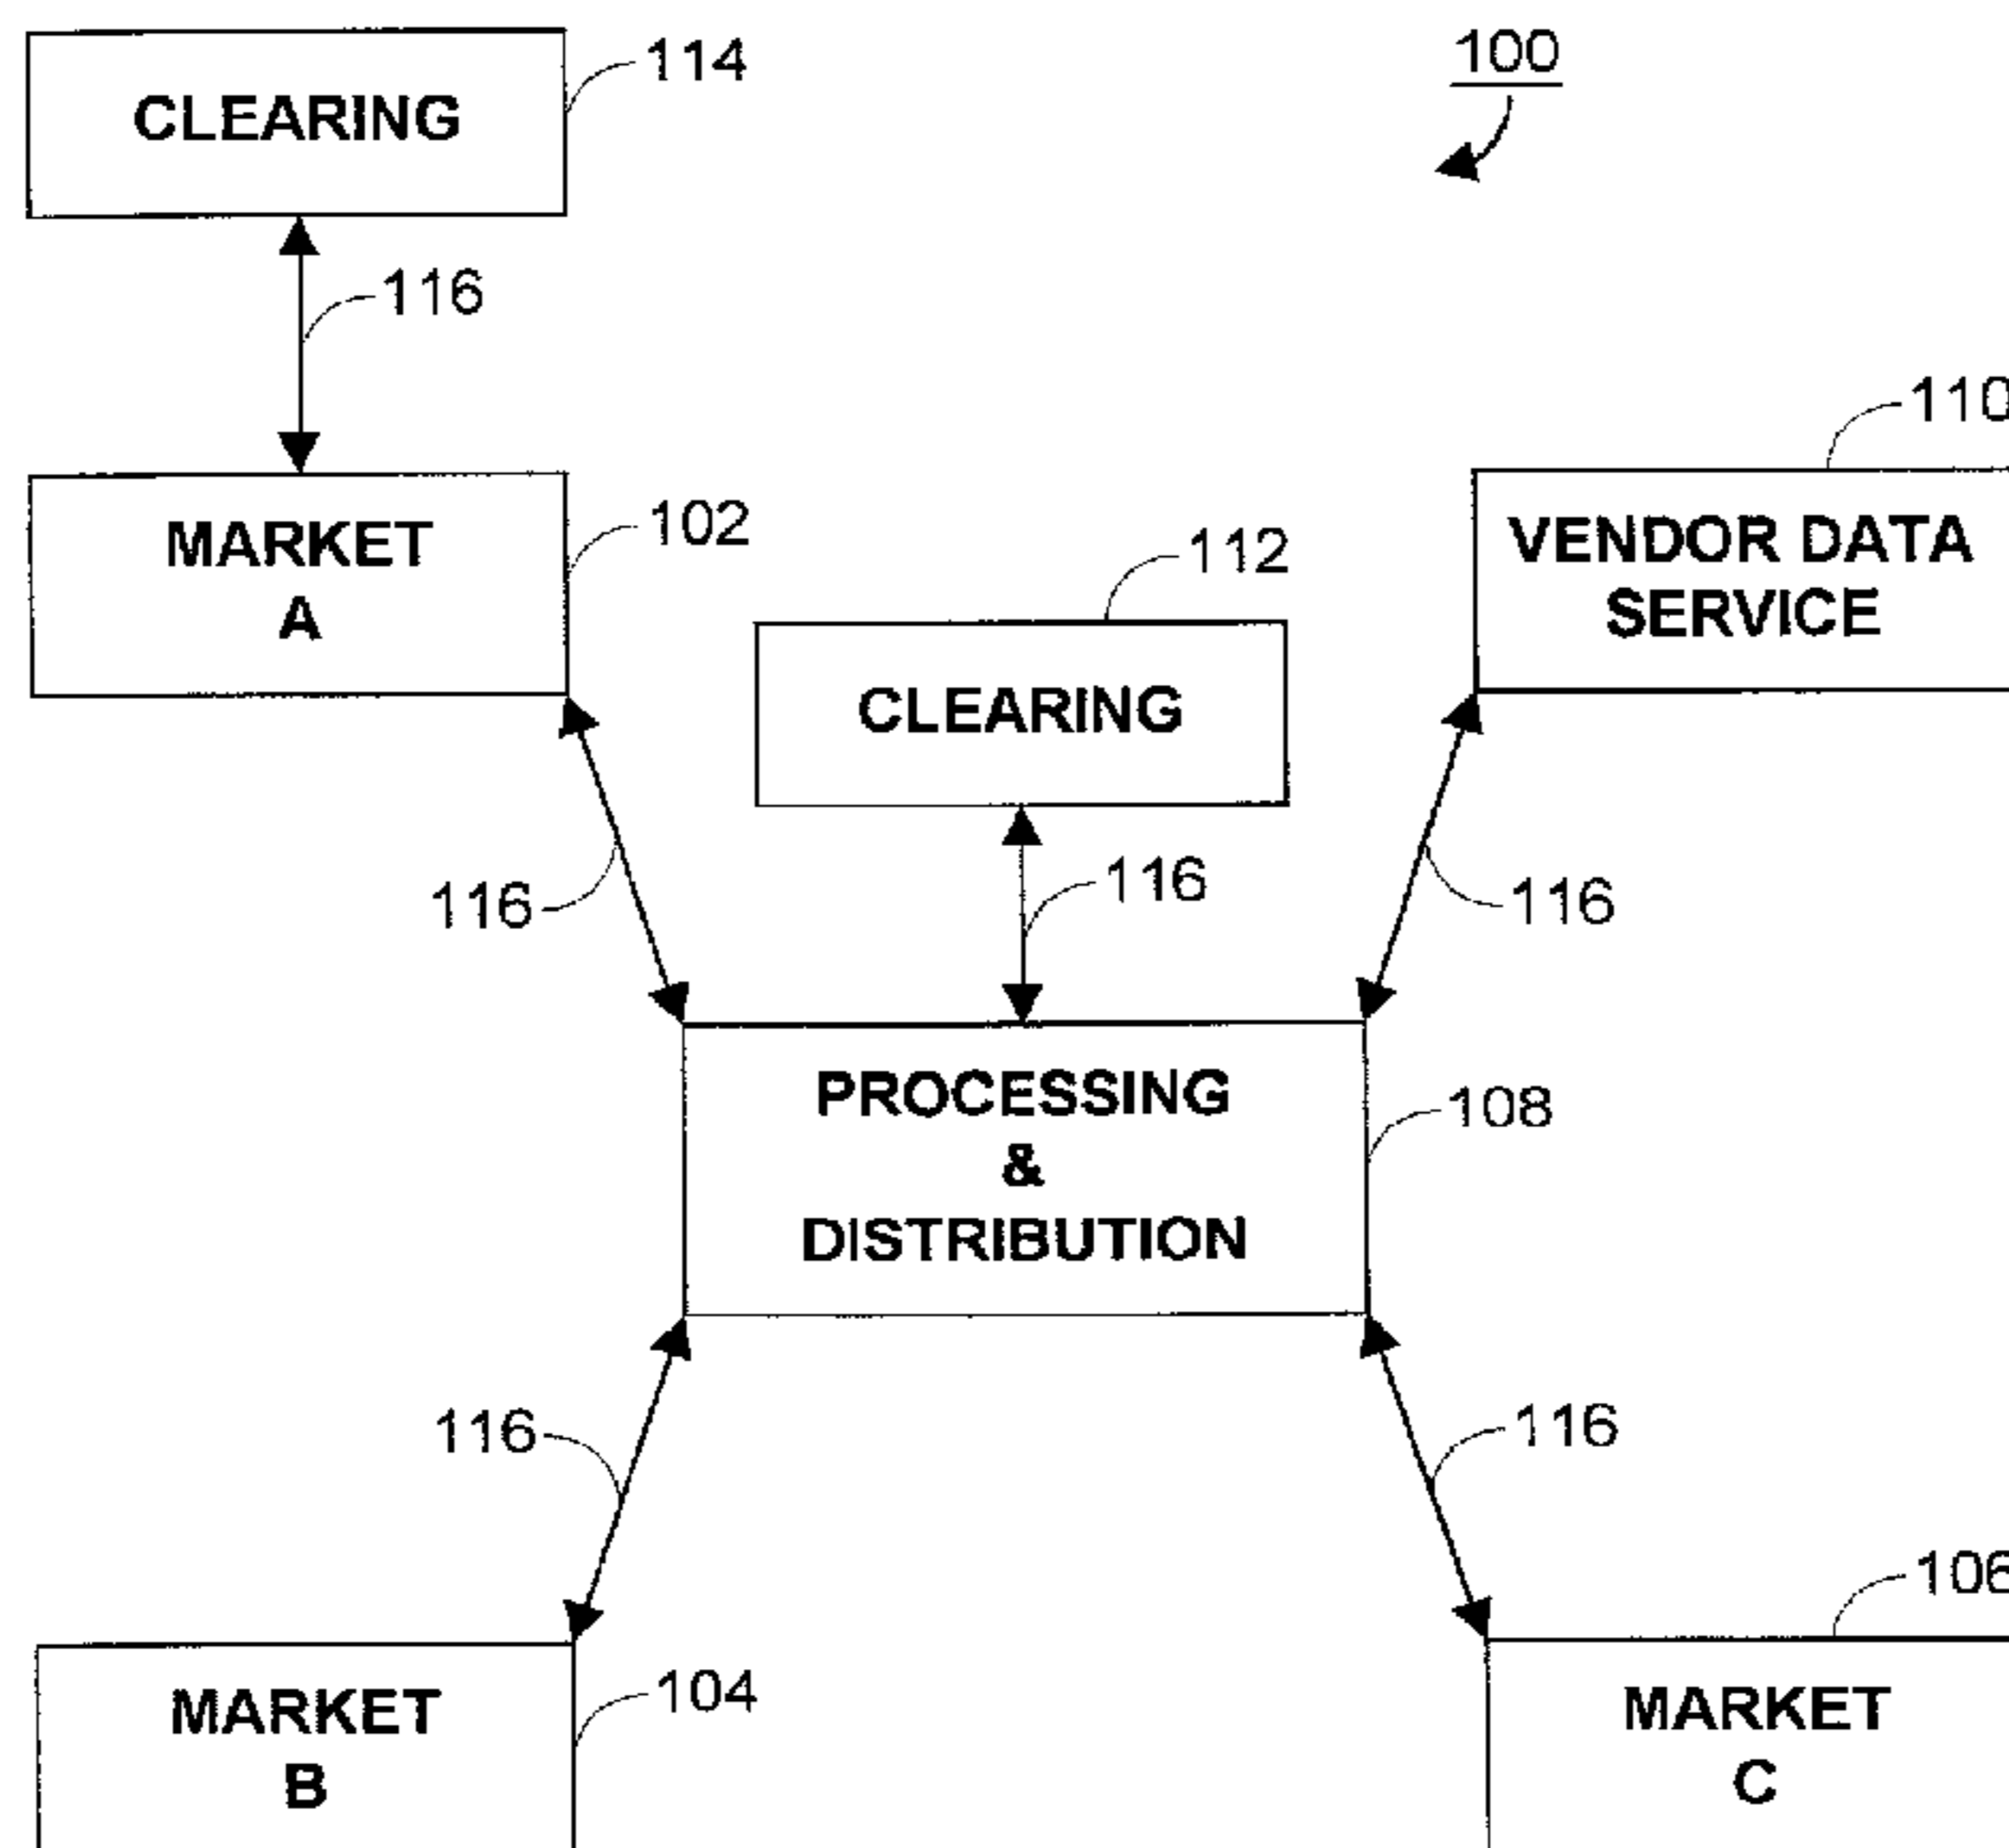 114
100
CLEARING
116
110
MARKET
A
102
112
VENDOR DATA
SERVICE
CLEARING
116
116
116
PROCESSING
&
DISTRIBUTION
108
116
116
106
MARKET
B
104
MARKET
C